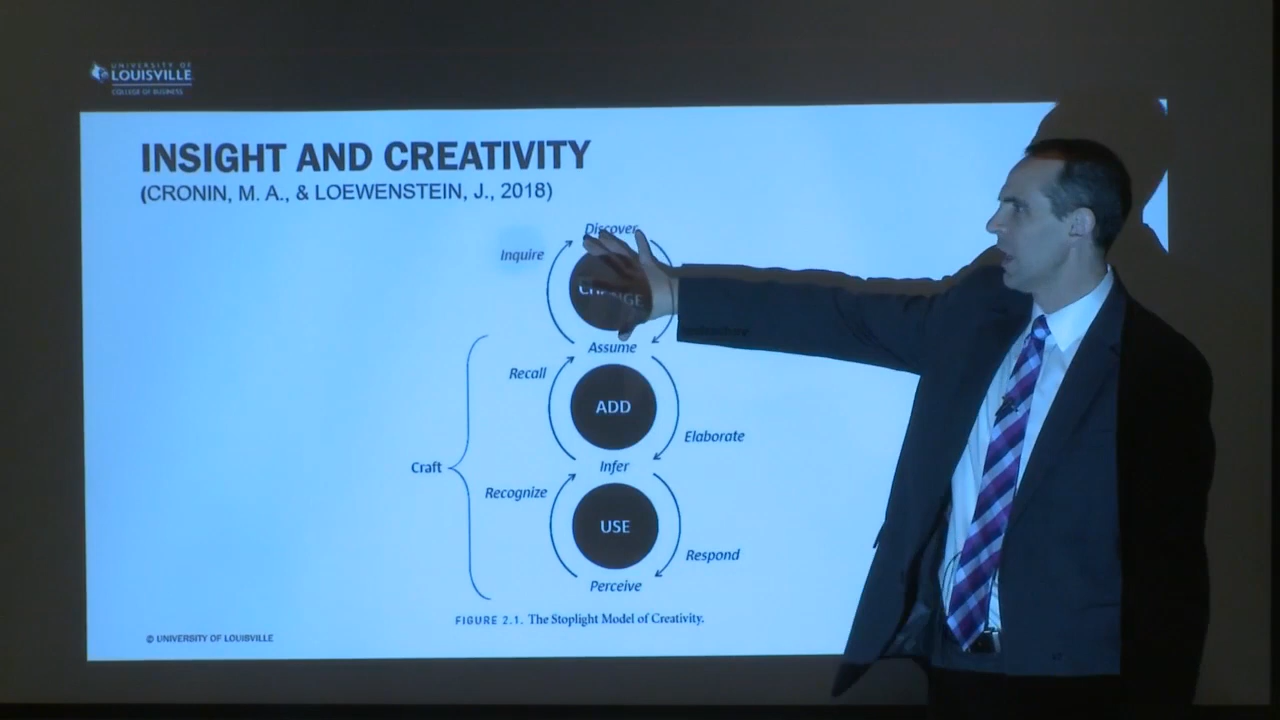 UNIVERSITY OF
LOUISVILLE
COLLEGE OF BUSINESS
INSIGHT AND CREATIVITY
(CRONIN, M. A., & LOEWENSTEIN, J., 2018)
Discover
Inquire
CHANGE
Assume
Recall
ADD
Elaborate
Craft
Infer
Recognize
USE
Respond
Perceive
FIGURE 2.1. The Stoplight Model of Creativity.
© UNIVERSITY OF LOUISVILLE